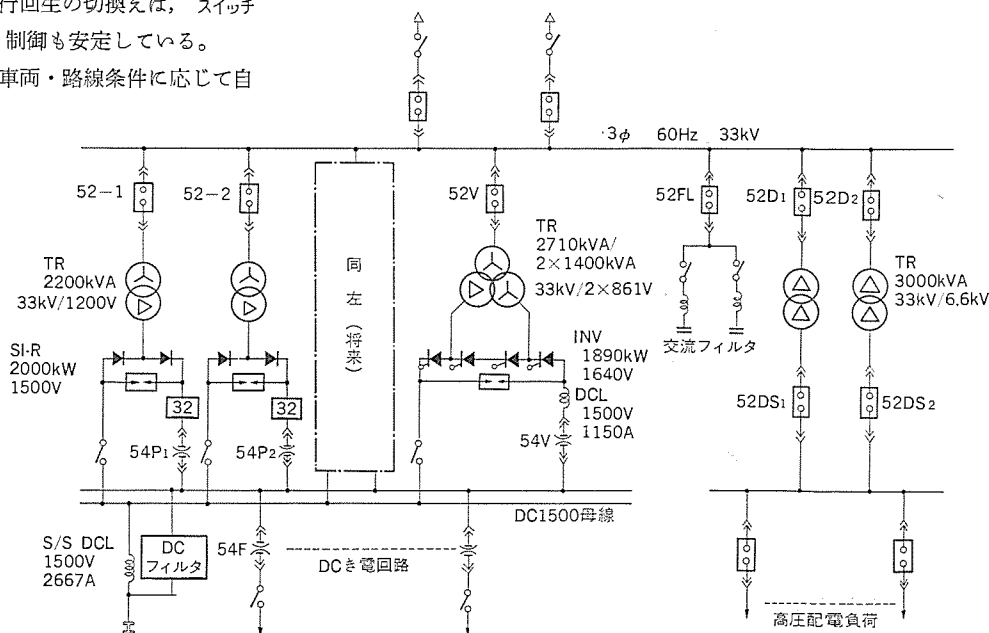 行回生の切換えは， スイッチ
制御も安定している。
車両・路線条件に応じて自
3φ 60Hz 33kV
52-1
52-2
52V
52FL
52D1
52D2
TR
2200kVA
33kV/1200V
同左（将来）
TR
2710kVA/
2×1400kVA
33kV/2×861V
TR
3000kVA
33kV/6.6kV
交流フィルタ
SI-R
2000kW
1500V
32
32
INV
1890kW
1640V
DCL
1500V
1150A
52DS1
52DS2
54P1
54P2
54V
DC1500母線
S/S DCL
1500V
2667A
DC
フィルタ
54F
DCき電回路
高圧配電負荷